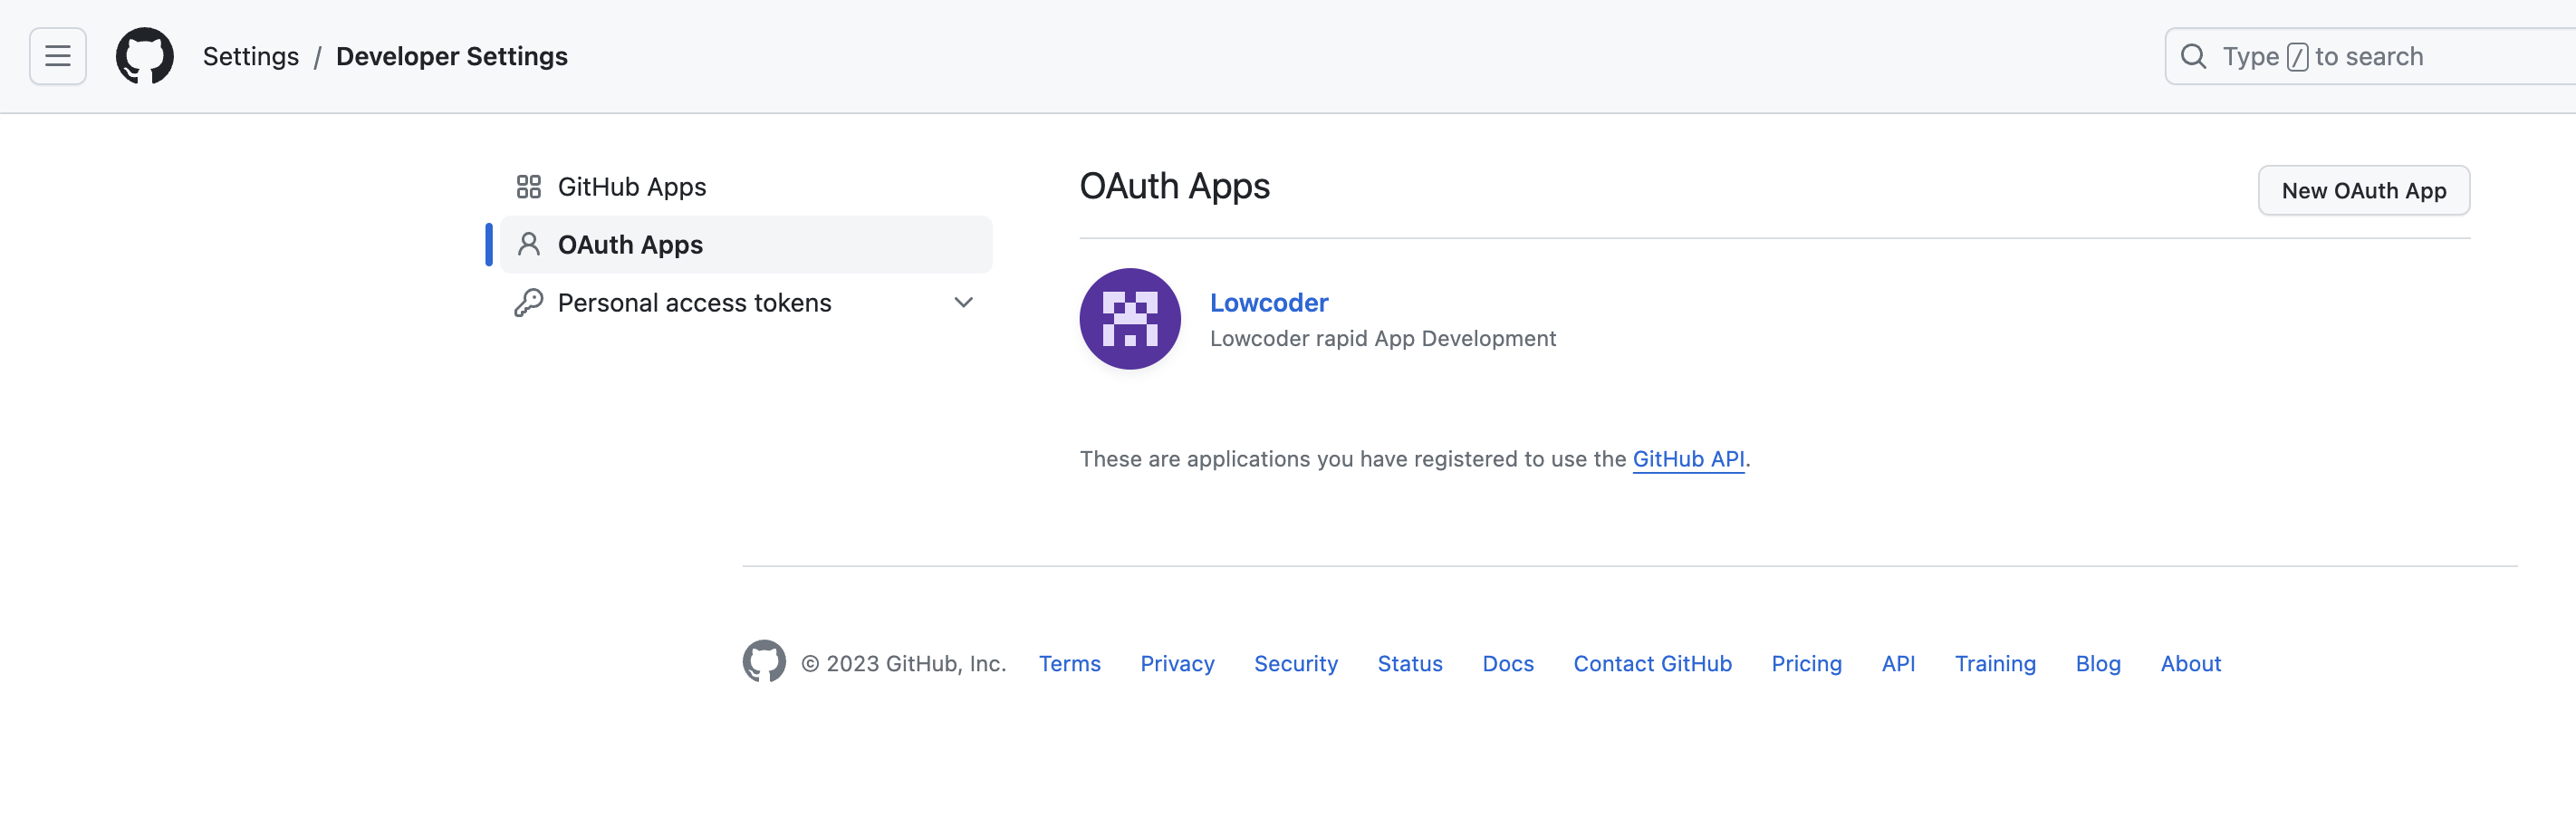 Settings / Developer Settings
Type / to search
GitHub Apps
OAuth Apps
Personal access tokens
OAuth Apps
New OAuth App
Lowcoder
Lowcoder rapid App Development
These are applications you have registered to use the GitHub API.
© 2023 GitHub, Inc. Terms Privacy Security Status Docs Contact GitHub Pricing API Training Blog About